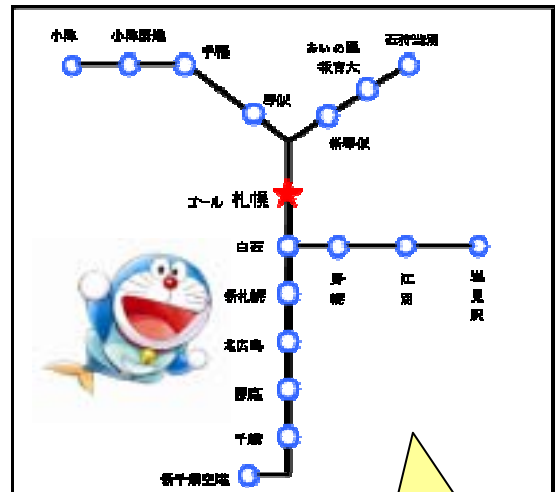 小樽
小樽築港
手稲
琴似
あいの里
教育大
石狩当別
新琴似
ゴール 札幌
白石
新札幌
北広島
恵庭
千歳
新千歳空港
野幌
江別
岩見沢